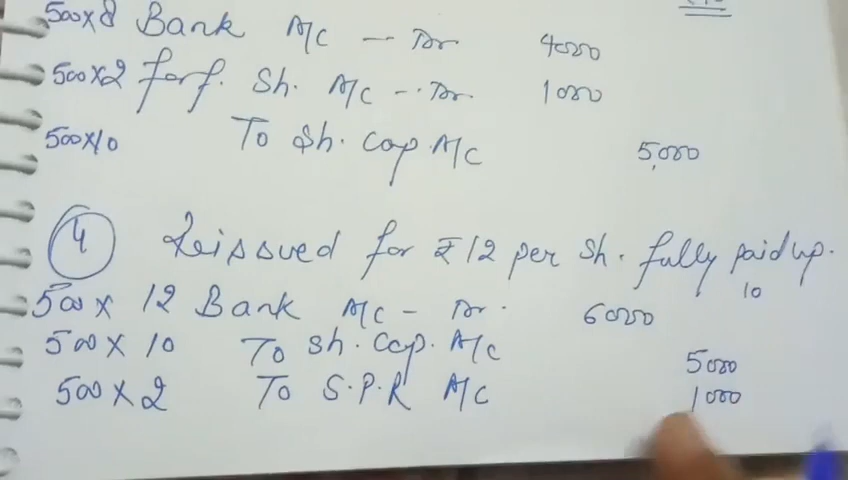 500×8 Bank A/C -- Dr 4000
500×2 forf. Sh. A/C -- Dr. 1000
500×10 To Sh. Cap. A/C 5,000
4 Reissued for ₹12 per Sh. fully paid up.
10
500× 12 Bank A/C - Dr. 6000
500× 10 To Sh. Cap. A/C 5000
500×2 To S.P.R A/C 1000